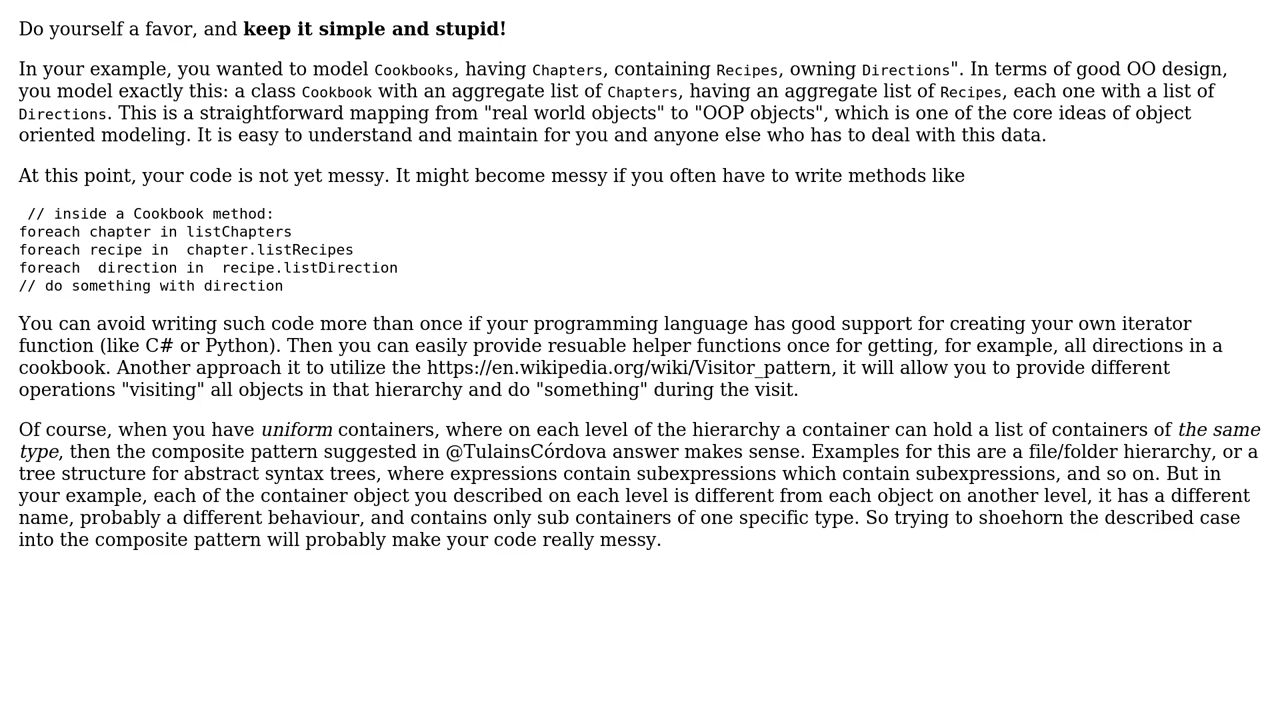 Do yourself a favor, and keep it simple and stupid!
In your example, you wanted to model Cookbooks, having Chapters, containing Recipes, owning Directions". In terms of good OO design,
you model exactly this: a class Cookbook with an aggregate list of Chapters, having an aggregate list of Recipes, each one with a list of
Directions. This is a straightforward mapping from "real world objects" to "OOP objects", which is one of the core ideas of object
oriented modeling. It is easy to understand and maintain for you and anyone else who has to deal with this data.
At this point, your code is not yet messy. It might become messy if you often have to write methods like
// inside a Cookbook method:
foreach chapter in listChapters
foreach recipe in  chapter.listRecipes
foreach  direction in  recipe.listDirection
// do something with direction
You can avoid writing such code more than once if your programming language has good support for creating your own iterator
function (like C# or Python). Then you can easily provide resuable helper functions once for getting, for example, all directions in a
cookbook. Another approach it to utilize the https://en.wikipedia.org/wiki/Visitor_pattern, it will allow you to provide different
operations "visiting" all objects in that hierarchy and do "something" during the visit.
Of course, when you have uniform containers, where on each level of the hierarchy a container can hold a list of containers of the same
type, then the composite pattern suggested in @TulainsCórdova answer makes sense. Examples for this are a file/folder hierarchy, or a
tree structure for abstract syntax trees, where expressions contain subexpressions which contain subexpressions, and so on. But in
your example, each of the container object you described on each level is different from each object on another level, it has a different
name, probably a different behaviour, and contains only sub containers of one specific type. So trying to shoehorn the described case
into the composite pattern will probably make your code really messy.